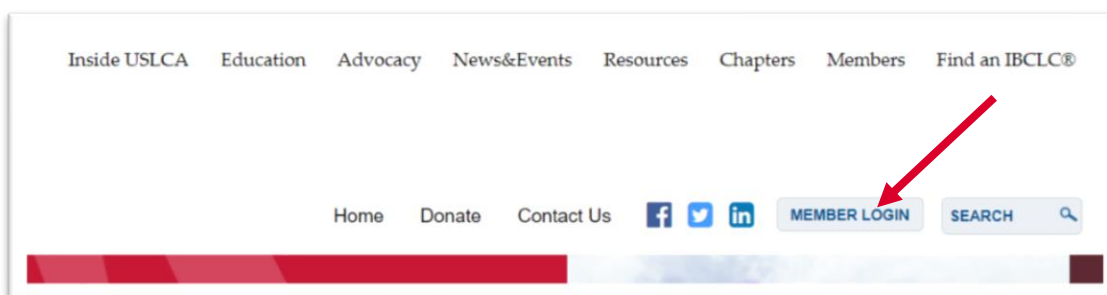 Inside USLCA Education Advocacy News&Events Resources Chapters Members Find an IBCLC®
Home Donate Contact Us f in MEMBER LOGIN SEARCH